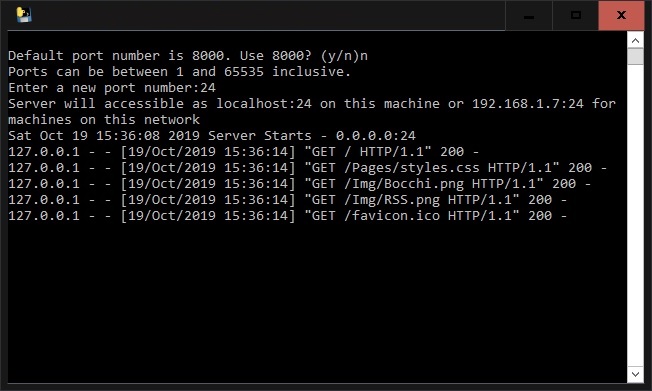 Default port number is 8000. Use 8000? (y/n)n
Ports can be between 1 and 65535 inclusive.
Enter a new port number:24
Server will accessible as localhost:24 on this machine or 192.168.1.7:24 for
machines on this network
Sat Oct 19 15:36:08 2019 Server Starts - 0.0.0.0:24
127.0.0.1 - - [19/Oct/2019 15:36:14] "GET / HTTP/1.1" 200 -
127.0.0.1 - - [19/Oct/2019 15:36:14] "GET /Pages/styles.css HTTP/1.1" 200 -
127.0.0.1 - - [19/Oct/2019 15:36:14] "GET /Img/Bocchi.png HTTP/1.1" 200 -
127.0.0.1 - - [19/Oct/2019 15:36:14] "GET /Img/RSS.png HTTP/1.1" 200 -
127.0.0.1 - - [19/Oct/2019 15:36:14] "GET /favicon.ico HTTP/1.1" 200 -